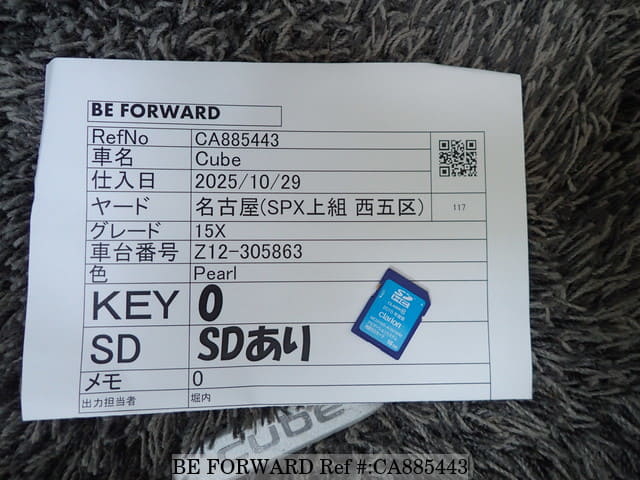 BE FORWARD
RefNo CA885443
車名 Cube
仕入日 2025/10/29
ヤード 名古屋(SPX上組 西五区) 117
グレード 15X
車台番号 Z12-305863
色 Pearl
KEY 0
SD SDあり
メモ 0
出力担当者 堀内
SD
HC
clarion
CUBE
BE FORWARD Ref #:CA885443